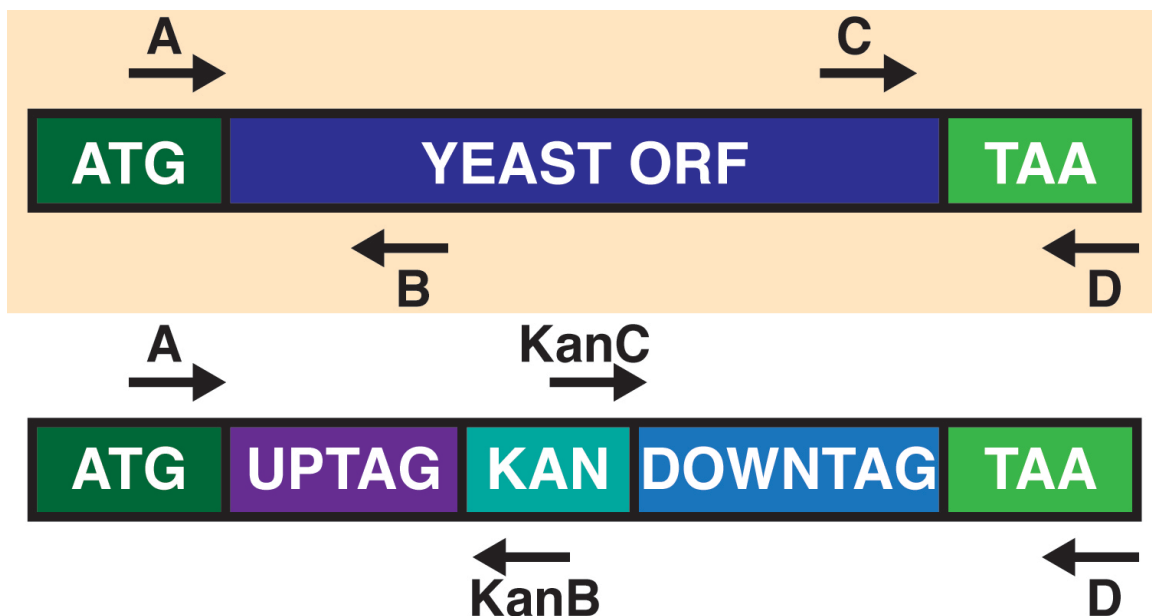 A C
ATG YEAST ORF TAA
B D
A KanC
ATG UPTAG KAN DOWNTAG TAA
KanB D